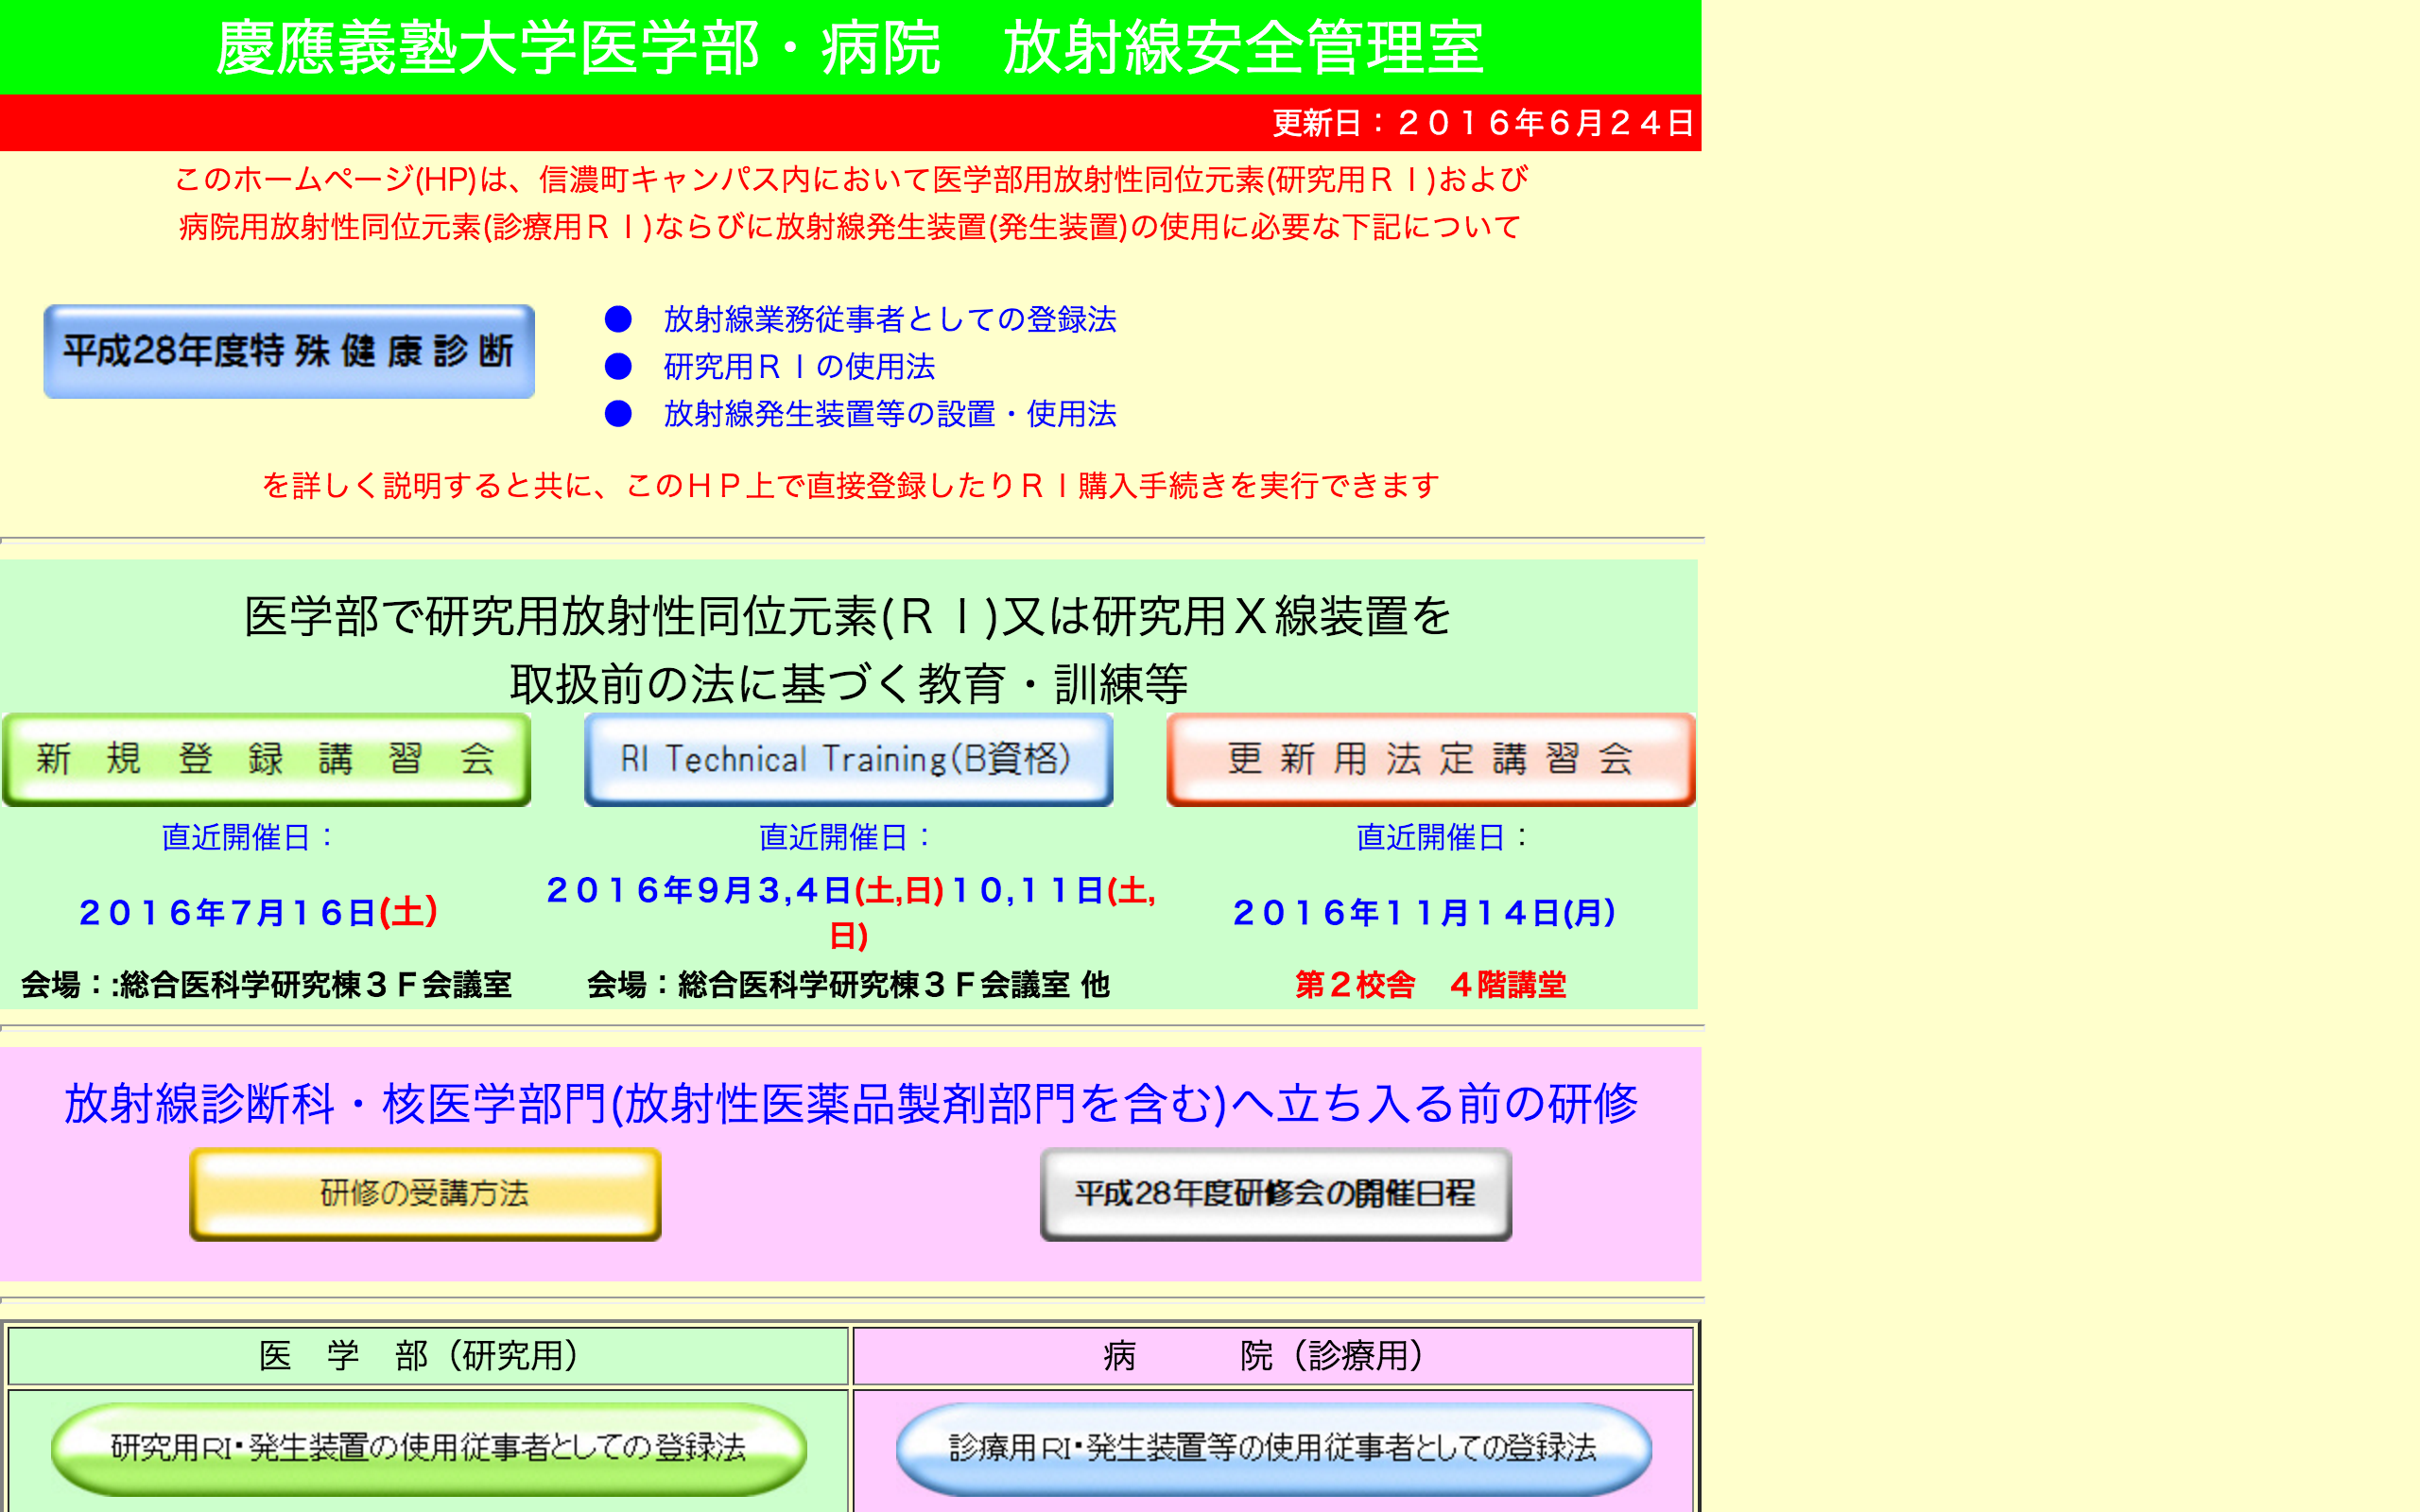 慶應義塾大学医学部・病院　放射線安全管理室
更新日：２０１６年６月２４日
このホームページ(HP)は、信濃町キャンパス内において医学部用放射性同位元素(研究用ＲＩ)および
病院用放射性同位元素(診療用ＲＩ)ならびに放射線発生装置(発生装置)の使用に必要な下記について
平成28年度特 殊 健 康 診 断
●　放射線業務従事者としての登録法
●　研究用ＲＩの使用法
●　放射線発生装置等の設置・使用法
を詳しく説明すると共に、このＨＰ上で直接登録したりＲＩ購入手続きを実行できます
医学部で研究用放射性同位元素(ＲＩ)又は研究用Ｘ線装置を
取扱前の法に基づく教育・訓練等
新　規　登　録　講　習　会
RI Technical Training(B資格)
更 新 用 法 定 講 習 会
直近開催日：
直近開催日：
直近開催日：
２０１６年７月１６日(土）
２０１６年９月３,４日(土,日)１０,１１日(土,
日)
２０１６年１１月１４日(月）
会場：:総合医科学研究棟３Ｆ会議室
会場：総合医科学研究棟３Ｆ会議室 他
第２校舎　４階講堂
放射線診断科・核医学部門(放射性医薬品製剤部門を含む)へ立ち入る前の研修
研修の受講方法
平成28年度研修会の開催日程
医　学　部（研究用）
病　　　院（診療用）
研究用RI・発生装置の使用従事者としての登録法
診療用RI・発生装置等の使用従事者としての登録法